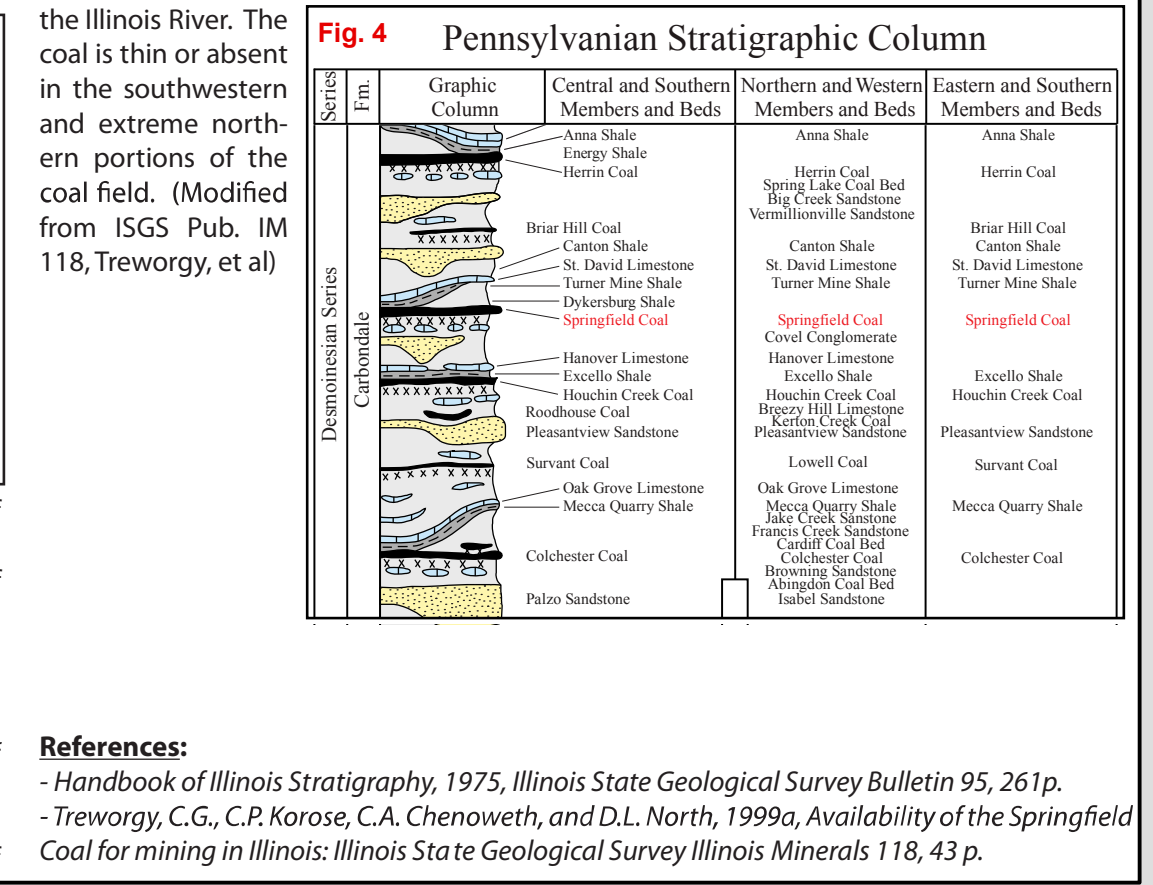 the Illinois River. The
coal is thin or absent
in the southwestern
and extreme north-
ern portions of the
coal field. (Modified
from ISGS Pub. IM
118, Treworgy, et al)
Fig. 4
Pennsylvanian Stratigraphic Column
Series
Fm.
Graphic
Column
Central and Southern
Members and Beds
Northern and Western
Members and Beds
Eastern and Southern
Members and Beds
Desmoinesian Series
Carbondale
Anna Shale
Energy Shale
Herrin Coal
Briar Hill Coal
Canton Shale
St. David Limestone
Turner Mine Shale
Dykersburg Shale
Springfield Coal
Hanover Limestone
Excello Shale
Houchin Creek Coal
Roodhouse Coal
Pleasantview Sandstone
Survant Coal
Oak Grove Limestone
Mecca Quarry Shale
Colchester Coal
Palzo Sandstone
Anna Shale
Herrin Coal
Spring Lake Coal Bed
Big Creek Sandstone
Vermillionville Sandstone
Canton Shale
St. David Limestone
Turner Mine Shale
Springfield Coal
Covel Conglomerate
Hanover Limestone
Excello Shale
Houchin Creek Coal
Breezy Hill Limestone
Kerton Creek Coal
Pleasantview Sandstone
Lowell Coal
Oak Grove Limestone
Mecca Quarry Shale
Jake Creek Sanstone
Francis Creek Sandstone
Cardiff Coal Bed
Colchester Coal
Browning Sandstone
Abingdon Coal Bed
Isabel Sandstone
Anna Shale
Herrin Coal
Briar Hill Coal
Canton Shale
St. David Limestone
Turner Mine Shale
Springfield Coal
Excello Shale
Houchin Creek Coal
Pleasantview Sandstone
Survant Coal
Mecca Quarry Shale
Colchester Coal
References:
- Handbook of Illinois Stratigraphy, 1975, Illinois State Geological Survey Bulletin 95, 261p.
- Treworgy, C.G., C.P. Korose, C.A. Chenoweth, and D.L. North, 1999a, Availability of the Springfield
Coal for mining in Illinois: Illinois State Geological Survey Illinois Minerals 118, 43 p.